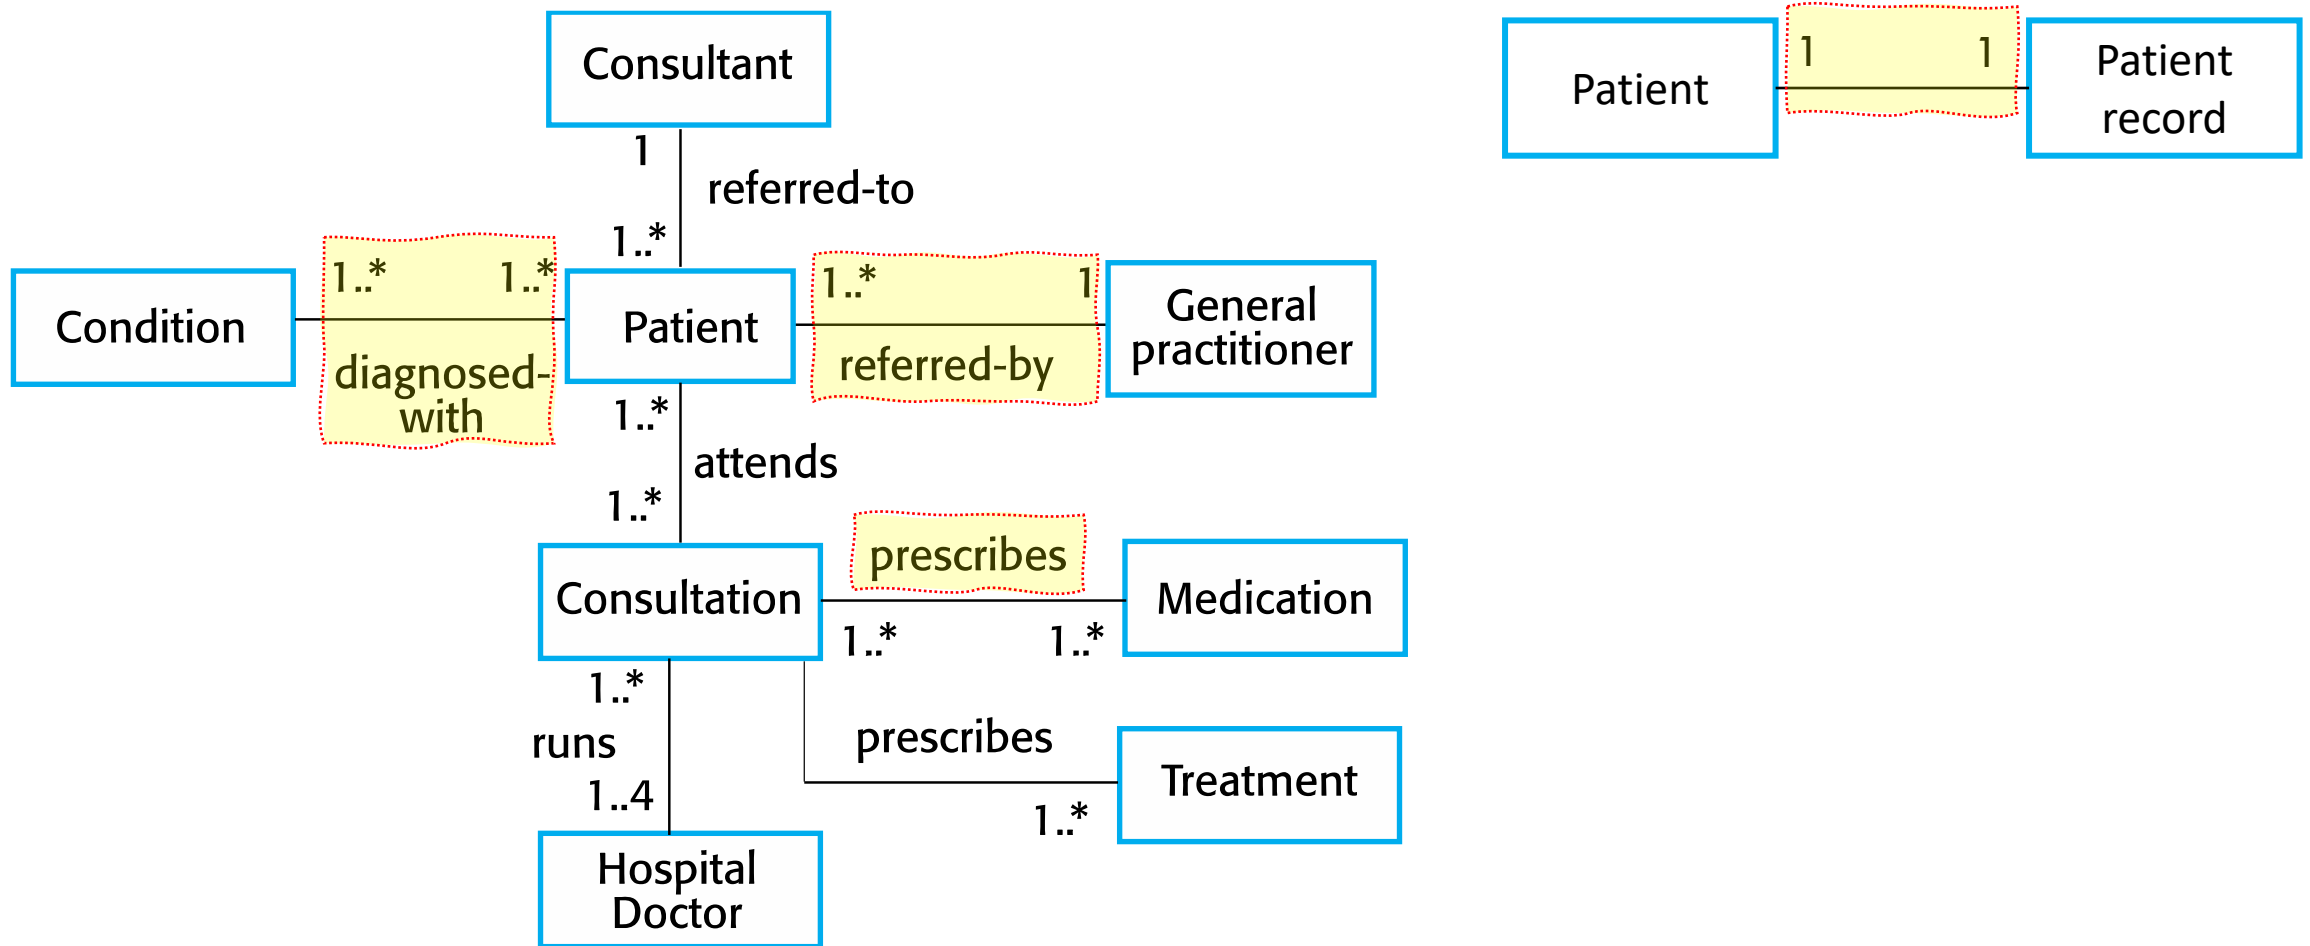 Consultant
1
referred-to
1..*
Patient
1
1
Patient
record
Condition
1..*
1..*
diagnosed-
with
Patient
1..*
1
referred-by
General
practitioner
1..*
attends
1..*
Consultation
prescribes
1..*
1..*
Medication
1..*
runs
1..4
prescribes
1..*
Treatment
Hospital
Doctor